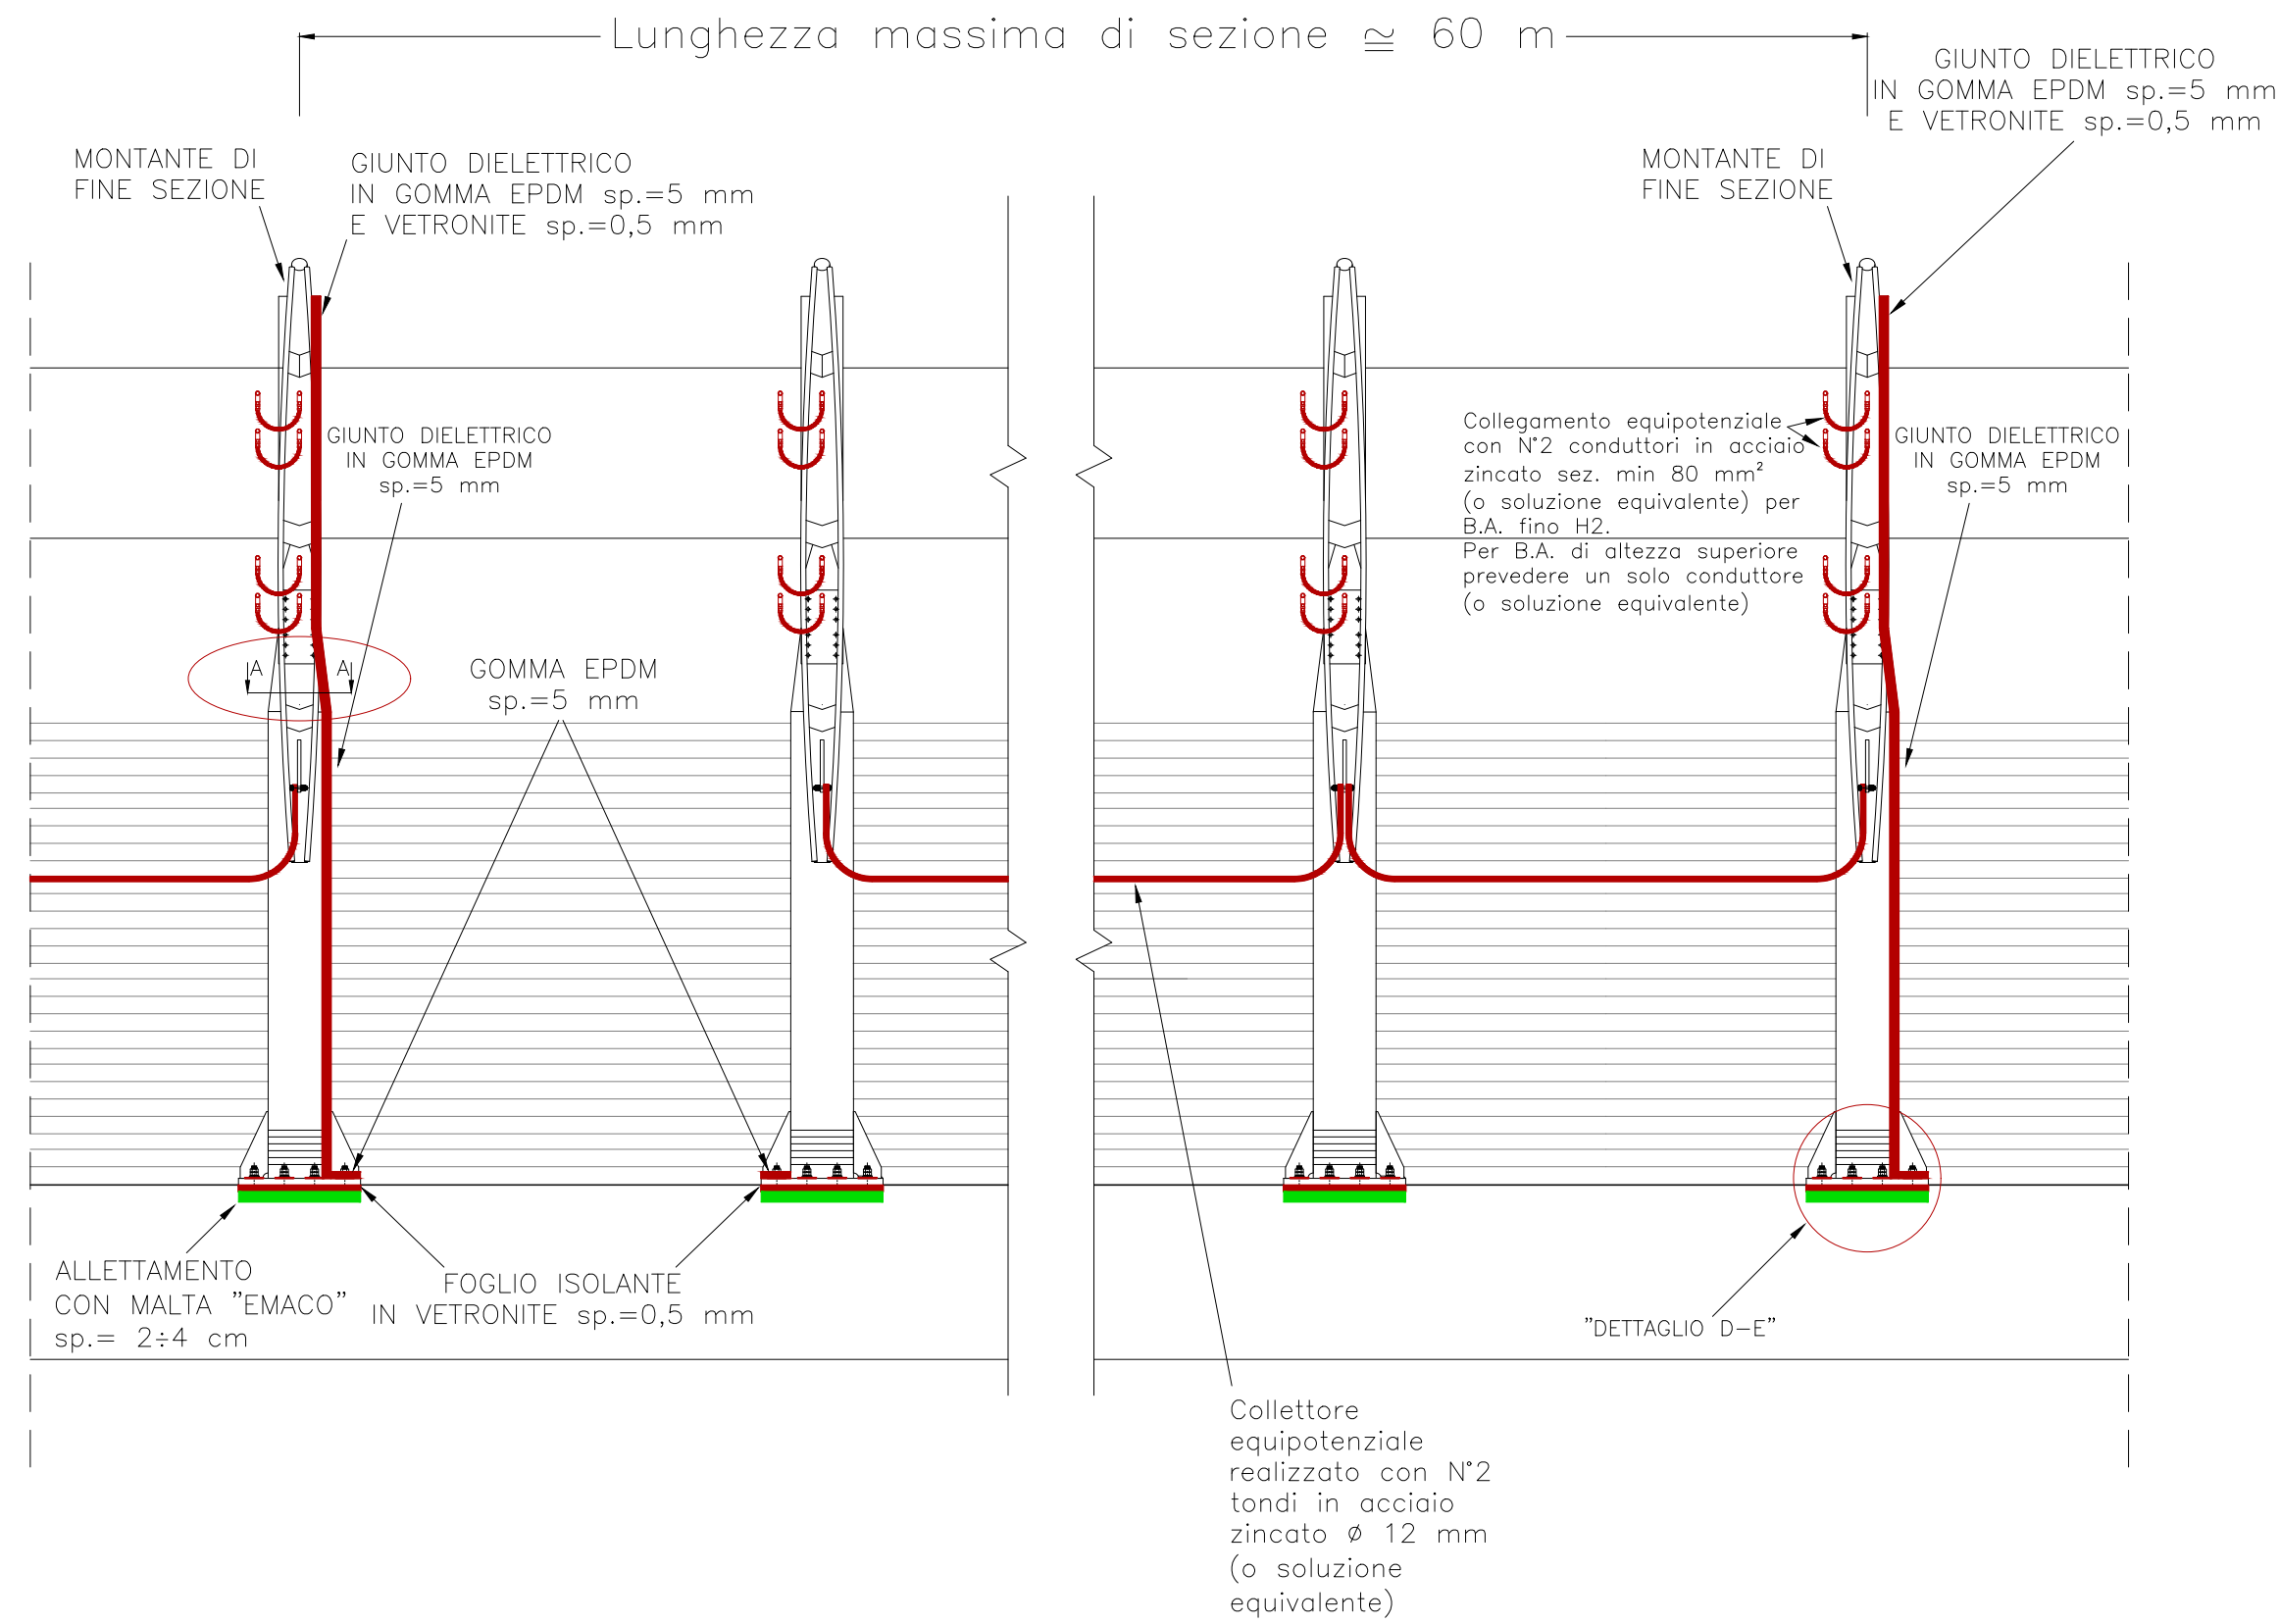 Lunghezza massima di sezione ≅ 60 m
GIUNTO DIELETTRICO
IN GOMMA EPDM sp.=5 mm
E VETRONITE sp.=0,5 mm
MONTANTE DI
FINE SEZIONE
GIUNTO DIELETTRICO
IN GOMMA EPDM sp.=5 mm
E VETRONITE sp.=0,5 mm
MONTANTE DI
FINE SEZIONE
GIUNTO DIELETTRICO
IN GOMMA EPDM
sp.=5 mm
Collegamento equipotenziale
con N°2 conduttori in acciaio
zincato sez. min 80 mm²
(o soluzione equivalente) per
B.A. fino H2.
Per B.A. di altezza superiore
prevedere un solo conduttore
(o soluzione equivalente)
GIUNTO DIELETTRICO
IN GOMMA EPDM
sp.=5 mm
A A
GOMMA EPDM
sp.=5 mm
ALLETTAMENTO
CON MALTA "EMACO"
sp.= 2÷4 cm
FOGLIO ISOLANTE
IN VETRONITE sp.=0,5 mm
"DETTAGLIO D-E"
Collettore
equipotenziale
realizzato con N°2
tondi in acciaio
zincato ø 12 mm
(o soluzione
equivalente)